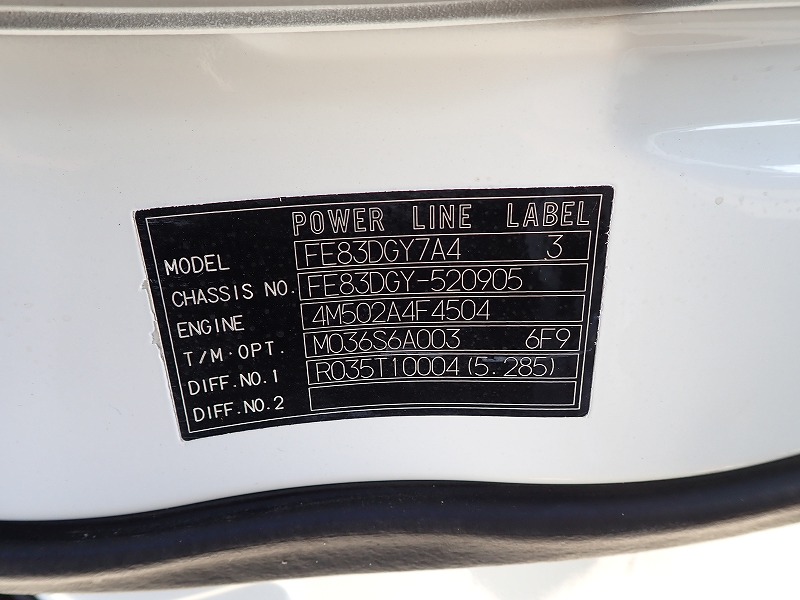 POWER LINE LABEL
MODEL FE83DGY7A4 3
CHASSIS NO. FE83DGY-520905
ENGINE 4M502A4F4504
T/M·OPT. M036S6A003 6F9
DIFF.NO.1 R035T10004(5.285)
DIFF.NO.2